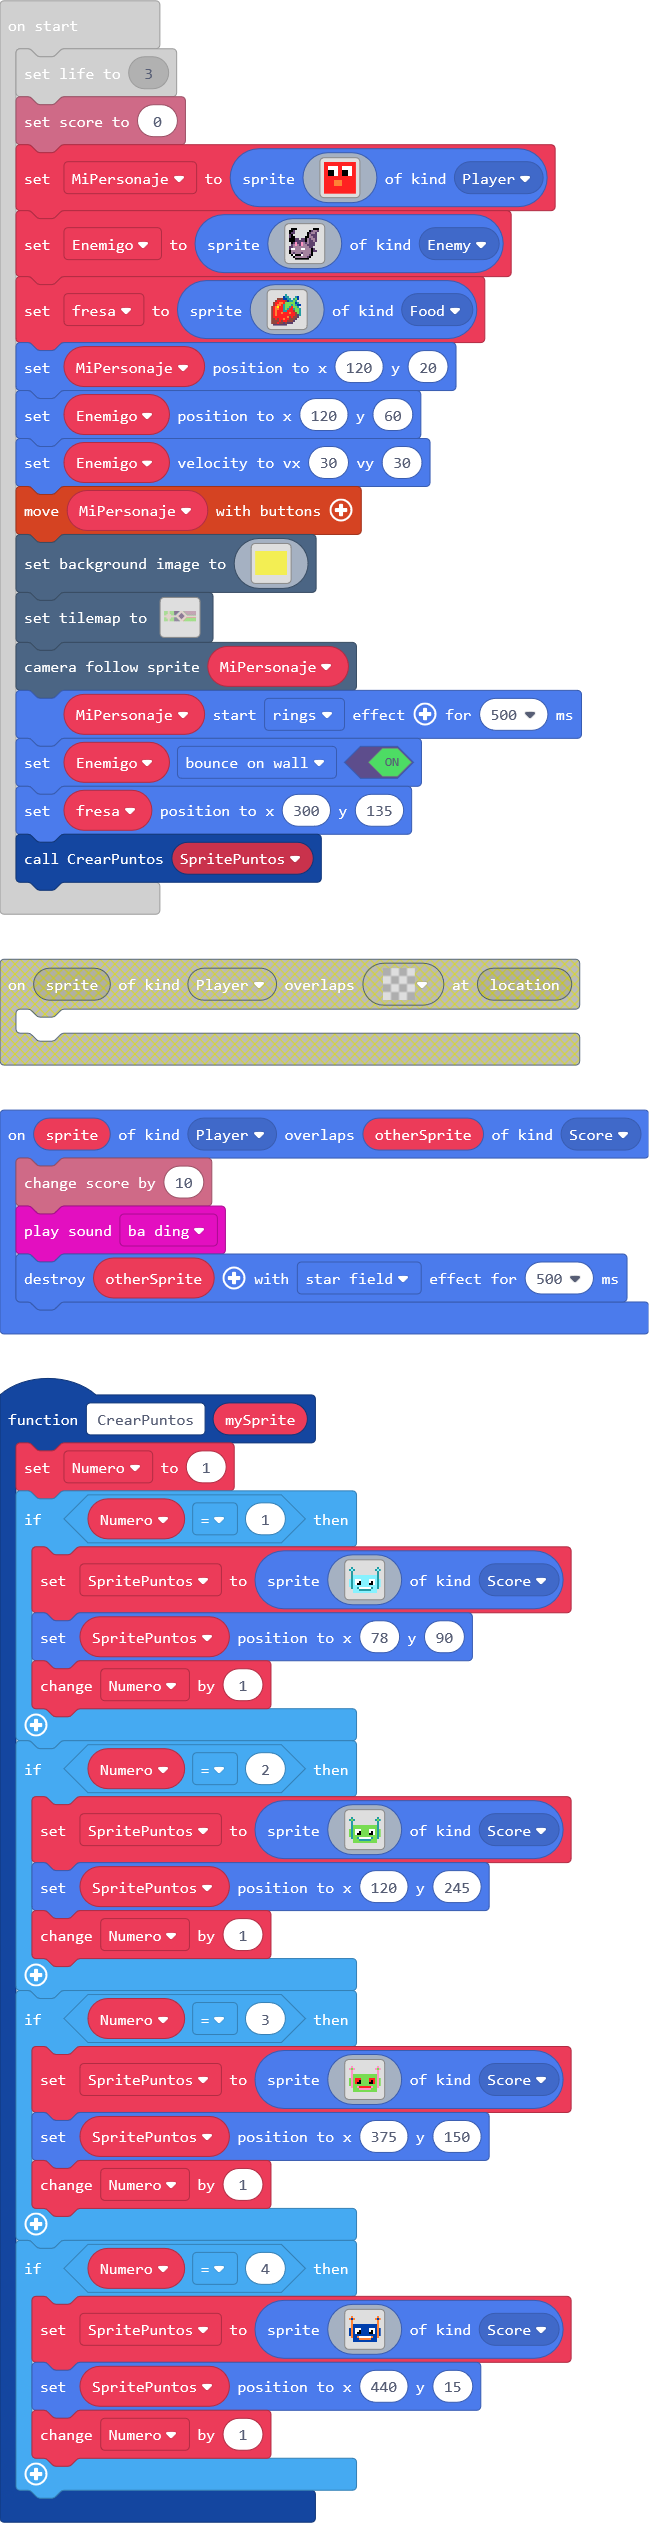 on start
set life to 3
set score to 0
set MiPersonaje to sprite of kind Player
set Enemigo to sprite of kind Enemy
set fresa to sprite of kind Food
set MiPersonaje position to x 120 y 20
set Enemigo position to x 120 y 60
set Enemigo velocity to vx 30 vy 30
move MiPersonaje with buttons
set background image to
set tilemap to
camera follow sprite MiPersonaje
MiPersonaje start rings effect for 500 ms
set Enemigo bounce on wall ON
set fresa position to x 300 y 135
call CrearPuntos SpritePuntos
on sprite of kind Player overlaps at location
on sprite of kind Player overlaps otherSprite of kind Score
change score by 10
play sound ba ding
destroy otherSprite with star field effect for 500 ms
function CrearPuntos mySprite
set Numero to 1
if Numero = 1 then
set SpritePuntos to sprite of kind Score
set SpritePuntos position to x 78 y 90
change Numero by 1
if Numero = 2 then
set SpritePuntos to sprite of kind Score
set SpritePuntos position to x 120 y 245
change Numero by 1
if Numero = 3 then
set SpritePuntos to sprite of kind Score
set SpritePuntos position to x 375 y 150
change Numero by 1
if Numero = 4 then
set SpritePuntos to sprite of kind Score
set SpritePuntos position to x 440 y 15
change Numero by 1